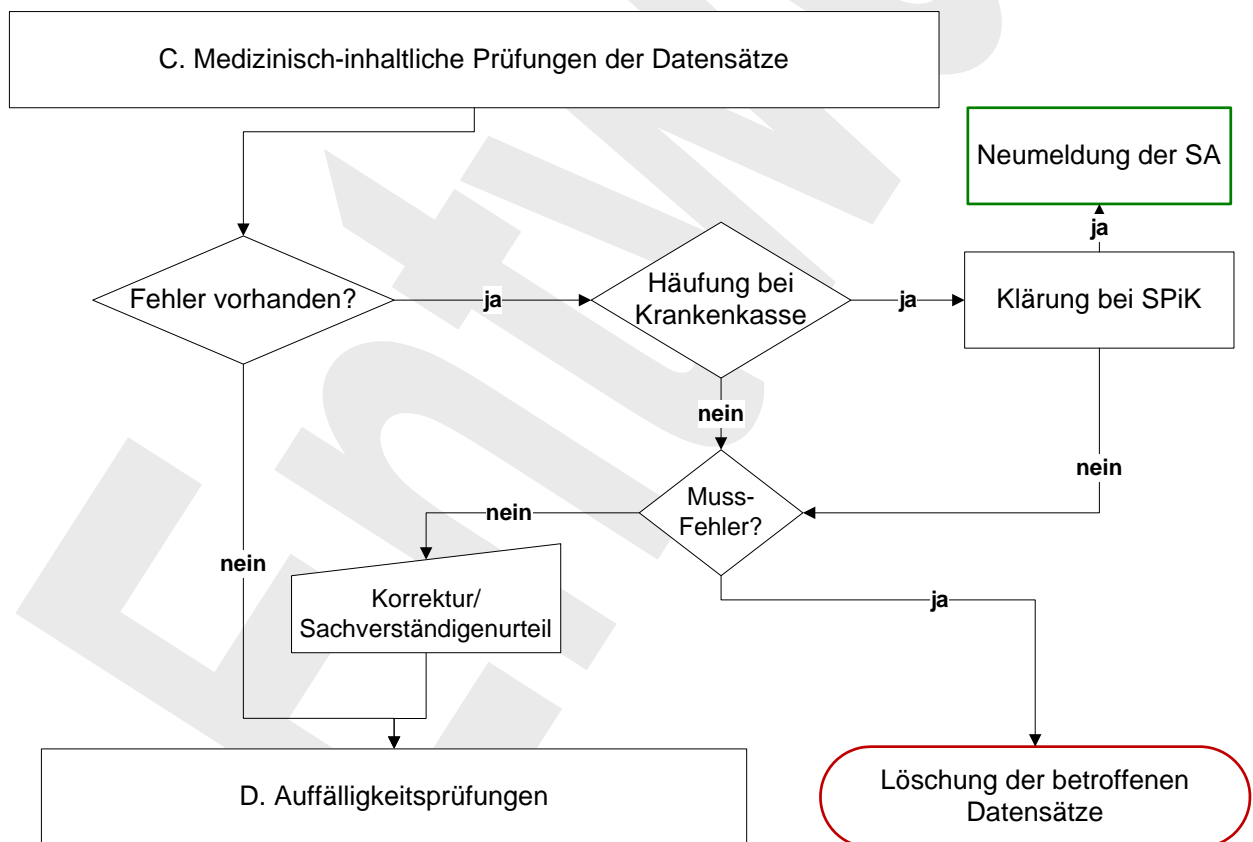 C. Medizinisch-inhaltliche Prüfungen der Datensätze
Neumeldung der SA
ja
Fehler vorhanden?
ja
Häufung bei
Krankenkasse
ja
Klärung bei SPiK
nein
nein
Muss-
Fehler?
nein
nein
Korrektur/
Sachverständigenurteil
ja
D. Auffälligkeitsprüfungen
Löschung der betroffenen
Datensätze